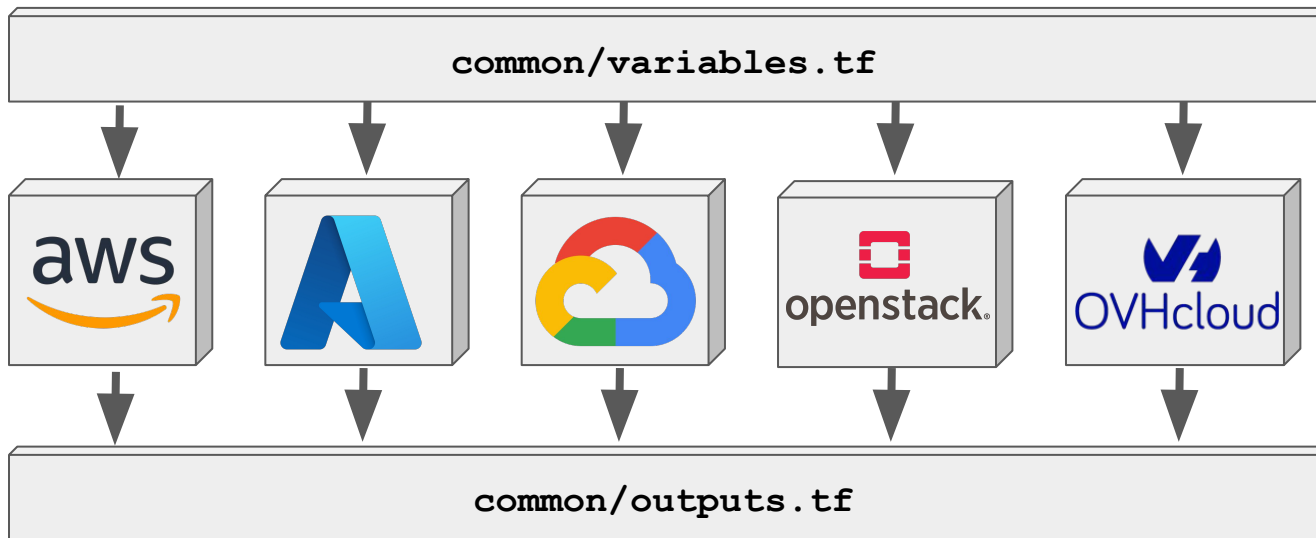 common/variables.tf
aws
openstack.
OVHcloud
common/outputs.tf